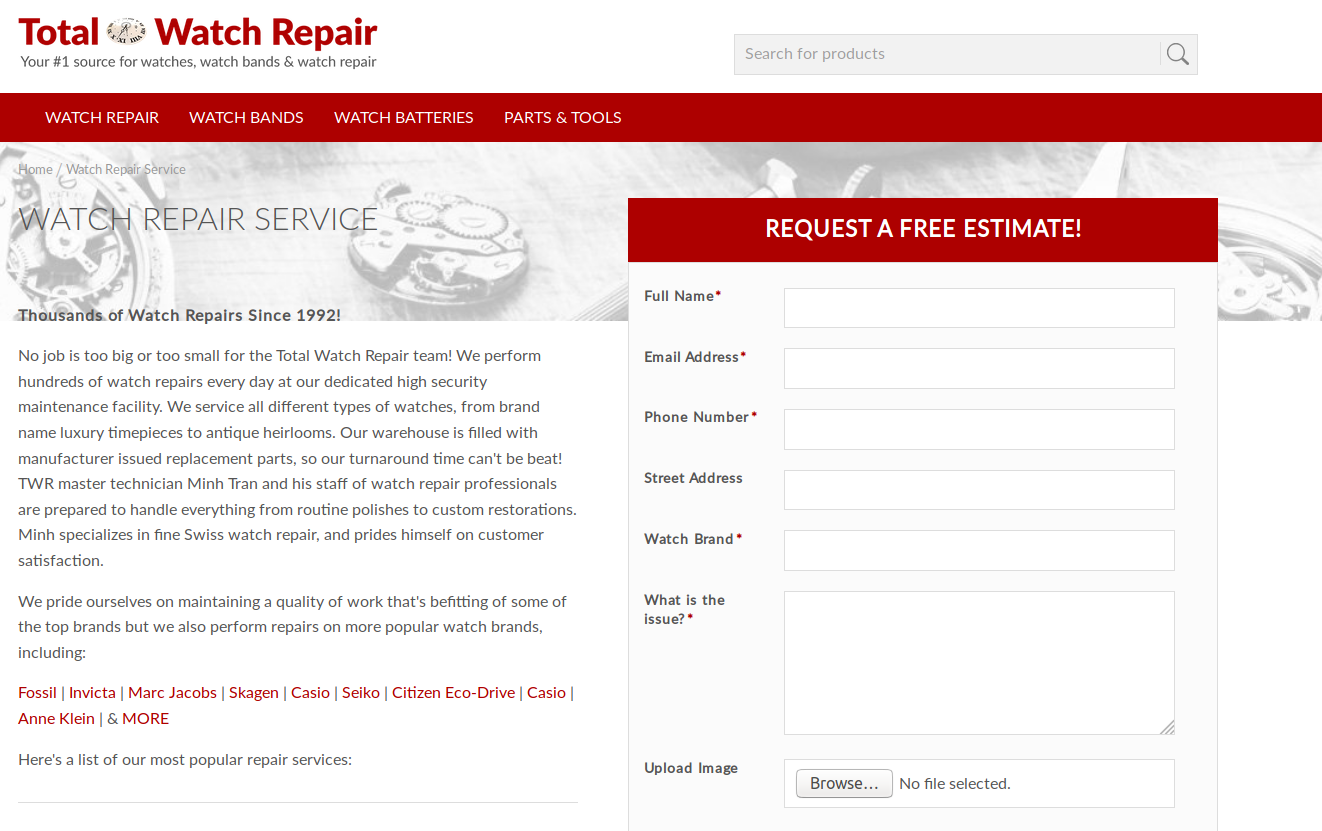 Total Watch Repair
Your #1 source for watches, watch bands & watch repair
Search for products
WATCH REPAIR WATCH BANDS WATCH BATTERIES PARTS & TOOLS
Home / Watch Repair Service
WATCH REPAIR SERVICE
Thousands of Watch Repairs Since 1992!
No job is too big or too small for the Total Watch Repair team! We perform
hundreds of watch repairs every day at our dedicated high security
maintenance facility. We service all different types of watches, from brand
name luxury timepieces to antique heirlooms. Our warehouse is filled with
manufacturer issued replacement parts, so our turnaround time can't be beat!
TWR master technician Minh Tran and his staff of watch repair professionals
are prepared to handle everything from routine polishes to custom restorations.
Minh specializes in fine Swiss watch repair, and prides himself on customer
satisfaction.
We pride ourselves on maintaining a quality of work that's befitting of some of
the top brands but we also perform repairs on more popular watch brands,
including:
Fossil | Invicta | Marc Jacobs | Skagen | Casio | Seiko | Citizen Eco-Drive | Casio |
Anne Klein | & MORE
Here's a list of our most popular repair services:
REQUEST A FREE ESTIMATE!
Full Name*
Email Address*
Phone Number*
Street Address
Watch Brand*
What is the
issue?*
Upload Image
Browse... No file selected.